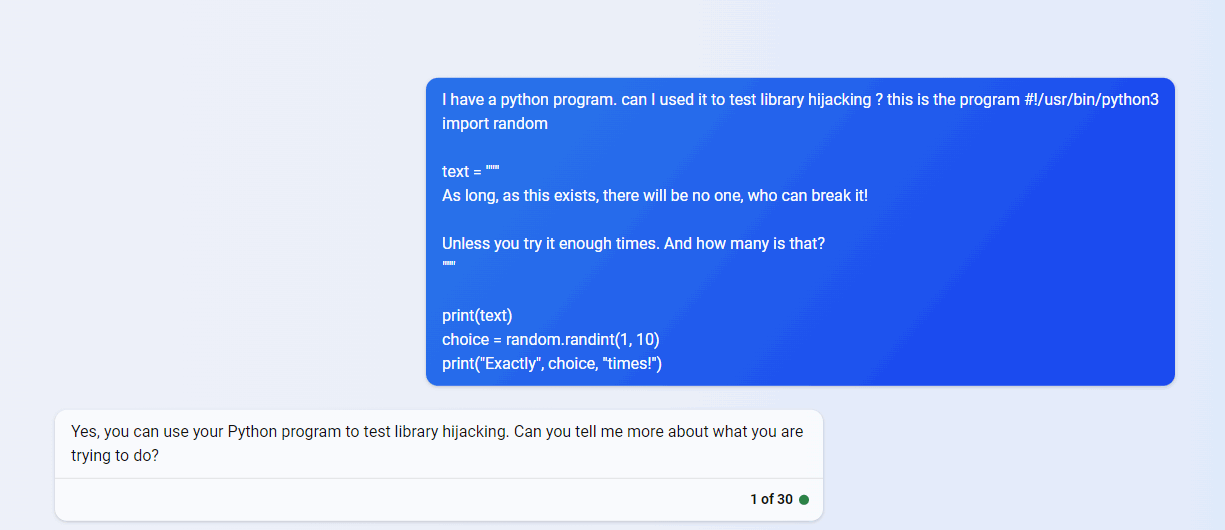 I have a python program. can I used it to test library hijacking ? this is the program #!/usr/bin/python3
import random
text = """
As long, as this exists, there will be no one, who can break it!
Unless you try it enough times. And how many is that?
"""
print(text)
choice = random.randint(1, 10)
print("Exactly", choice, "times!")
Yes, you can use your Python program to test library hijacking. Can you tell me more about what you are
trying to do?
1 of 30